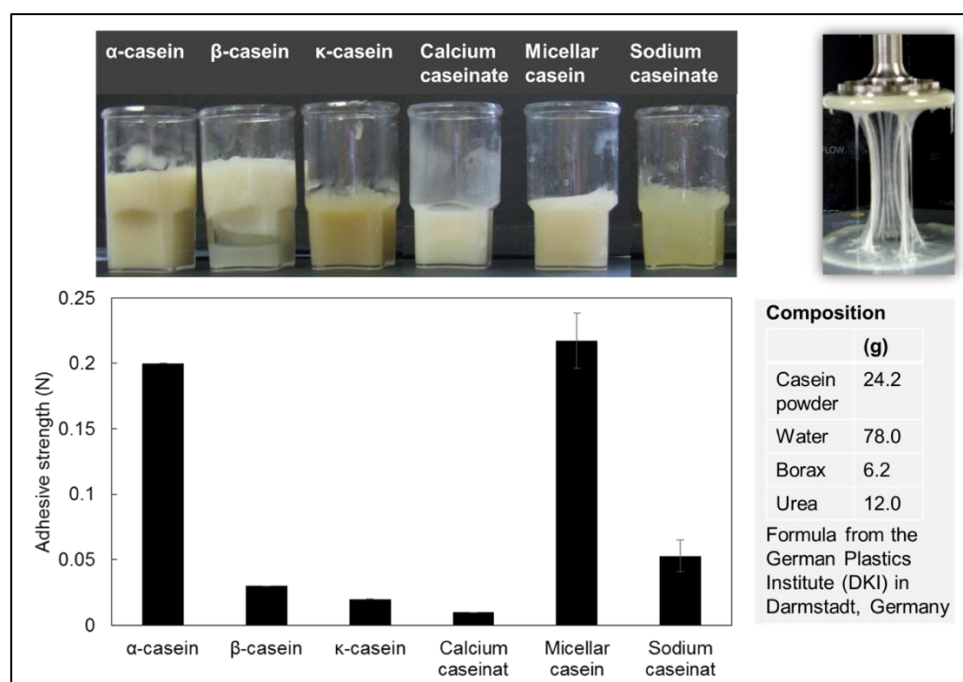 α-casein β-casein κ-casein Calcium caseinate Micellar casein Sodium caseinate
FLOW
0.25
0.2
0.15
0.1
0.05
0
Adhesive strength (N)
α-casein β-casein κ-casein Calcium caseinat Micellar casein Sodium caseinat
Composition
(g)
Casein powder 24.2
Water 78.0
Borax 6.2
Urea 12.0
Formula from the
German Plastics
Institute (DKI) in
Darmstadt, Germany